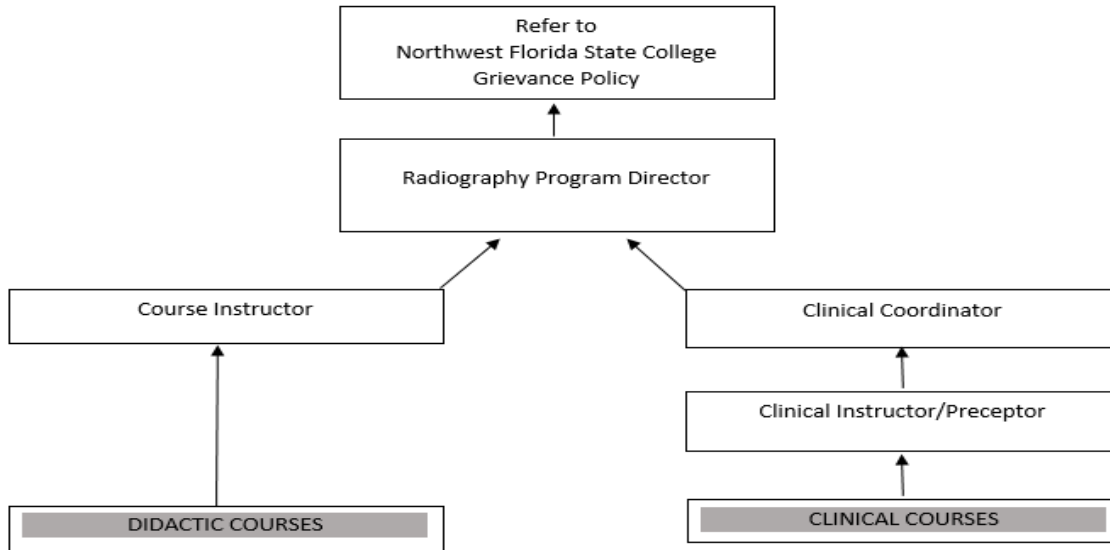 Refer to
Northwest Florida State College
Grievance Policy
Radiography Program Director
Course Instructor
Clinical Coordinator
Clinical Instructor/Preceptor
DIDACTIC COURSES
CLINICAL COURSES